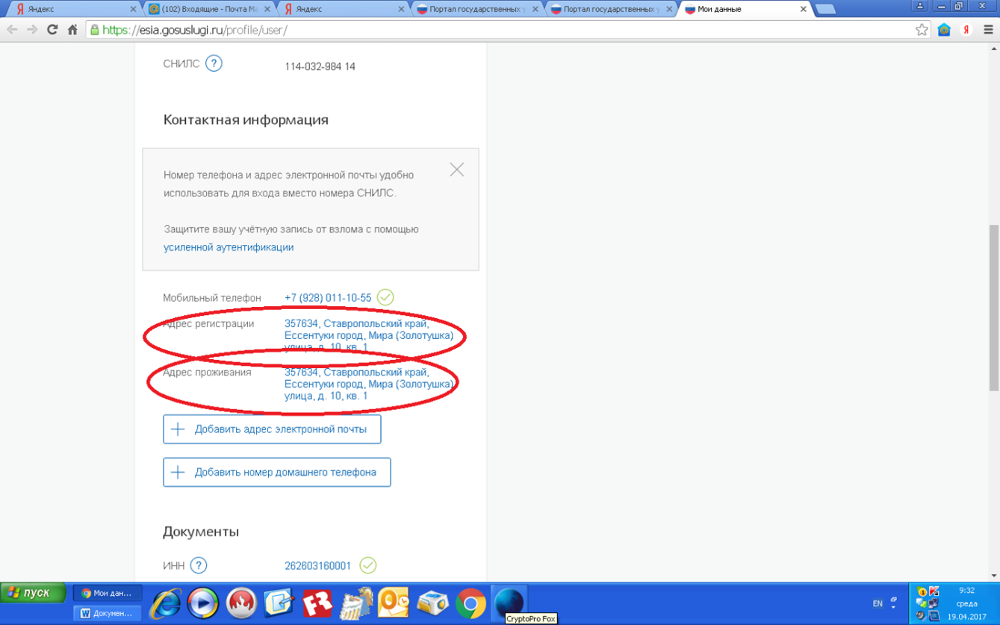 Яндекс
(102) Входящие - Почта Ma
Яндекс
Портал государственных у
Портал государственных у
Мои данные
https://esia.gosuslugi.ru/profile/user/
СНИЛС ?
114-032-984 14
Контактная информация
Номер телефона и адрес электронной почты удобно
использовать для входа вместо номера СНИЛС.
Защитите вашу учётную запись от взлома с помощью
усиленной аутентификации
Мобильный телефон +7 (928) 011-10-55
Адрес регистрации 357634, Ставропольский край,
Ессентуки город, Мира (Золотушка)
улица, д. 10, кв. 1
Адрес проживания 357634, Ставропольский край,
Ессентуки город, Мира (Золотушка)
улица, д. 10, кв. 1
Добавить адрес электронной почты
Добавить номер домашнего телефона
Документы
ИНН ? 262603160001
пуск
Мои дан...
Докумен...
CryptoPro Fox
EN
9:32
среда
19.04.2017